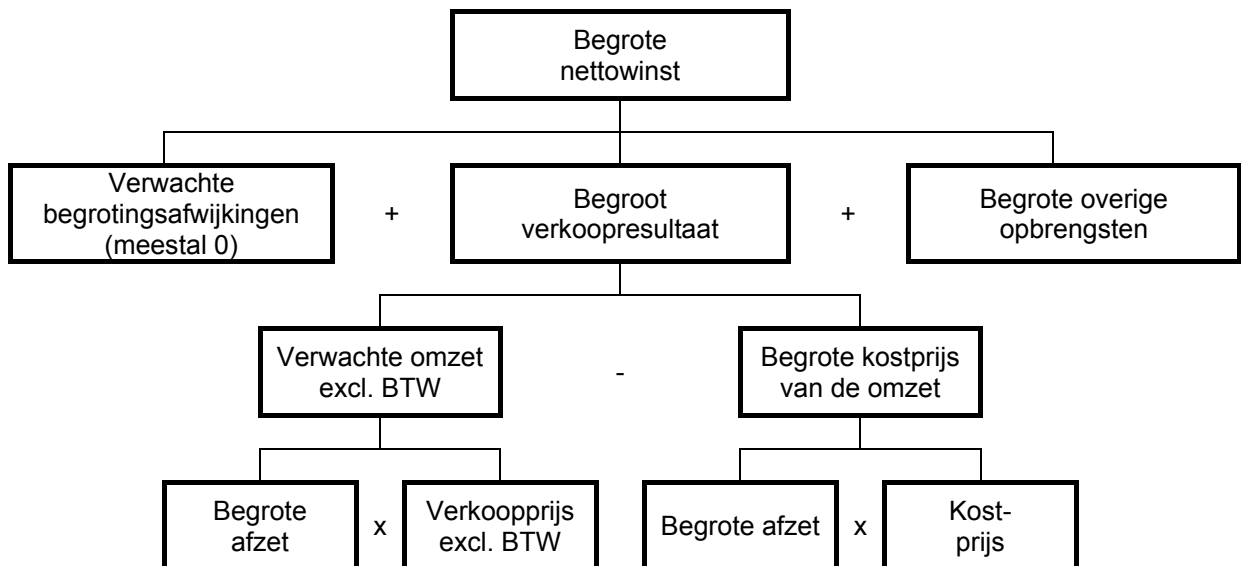 Begrote
nettowinst
Verwachte
begrotingsafwijkingen
(meestal 0)
+
Begroot
verkoopresultaat
+
Begrote overige
opbrengsten
Verwachte omzet
excl. BTW
-
Begrote kostprijs
van de omzet
Begrote
afzet
x
Verkoopprijs
excl. BTW
Begrote afzet
x
Kost-
prijs